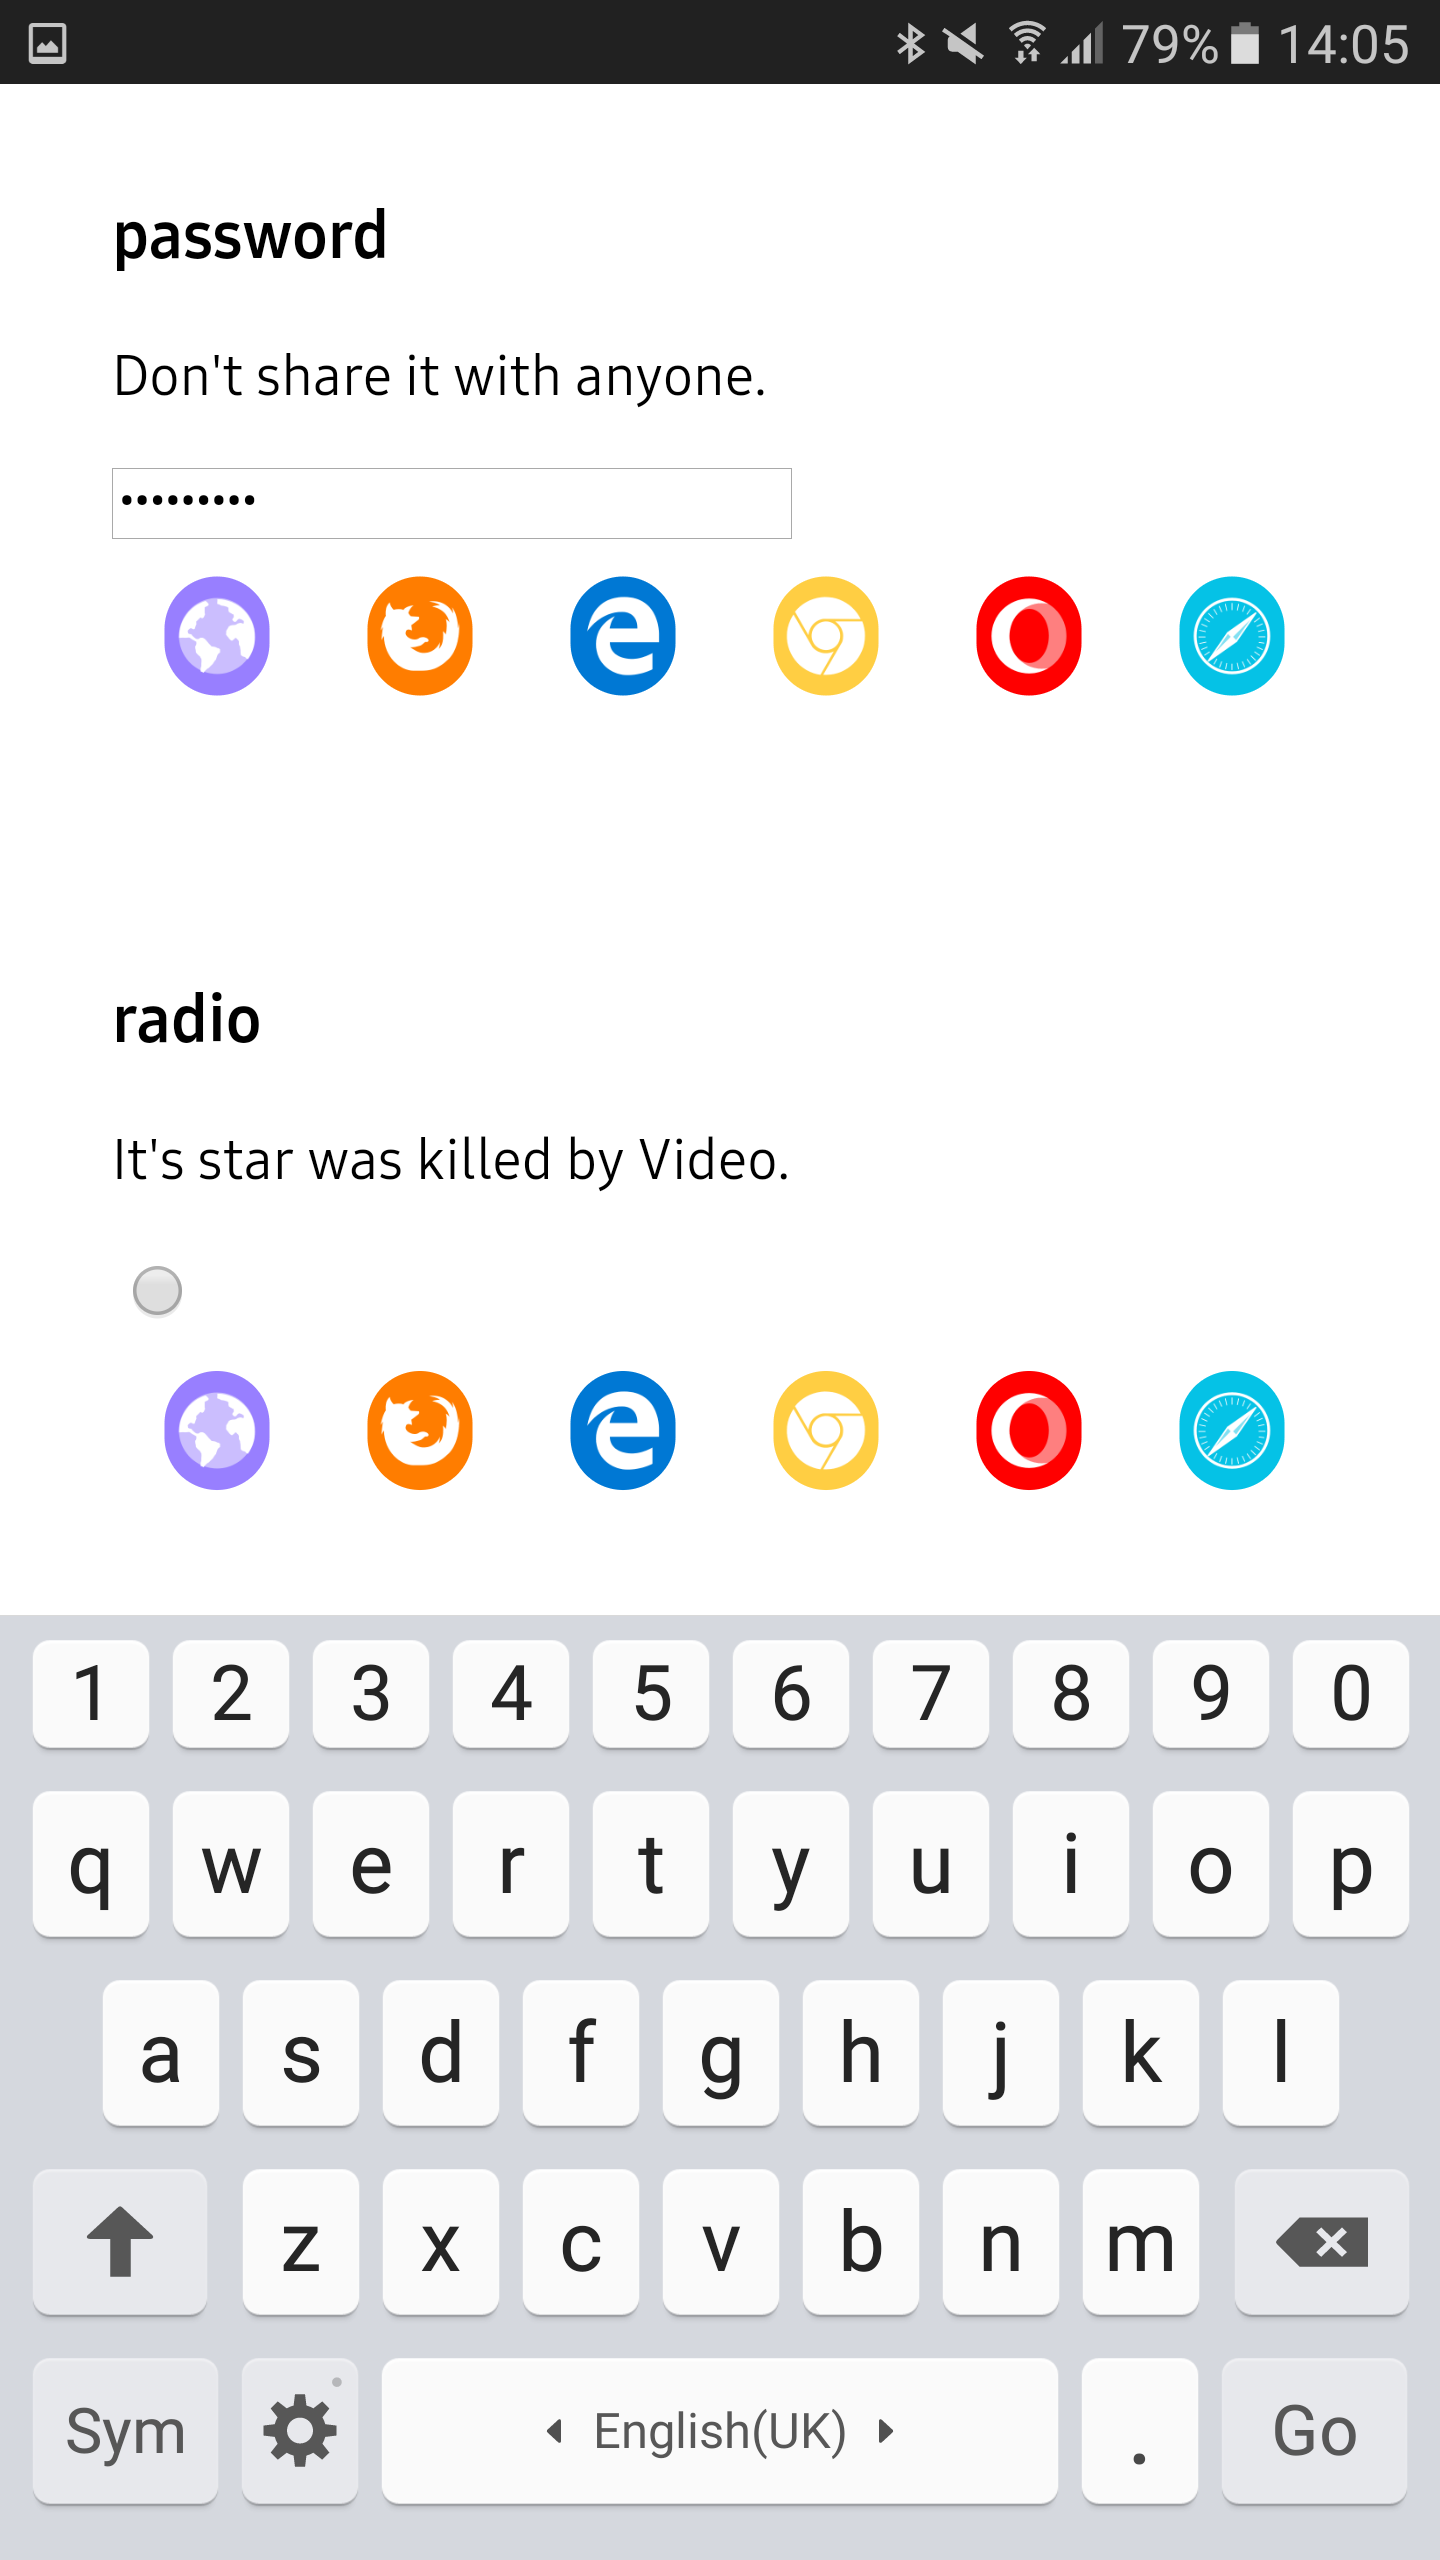 79% 14:05
password
Don't share it with anyone.
•••••••••
radio
It's star was killed by Video.
1 2 3 4 5 6 7 8 9 0
q w e r t y u i o p
a s d f g h j k l
z x c v b n m
Sym English(UK) . Go